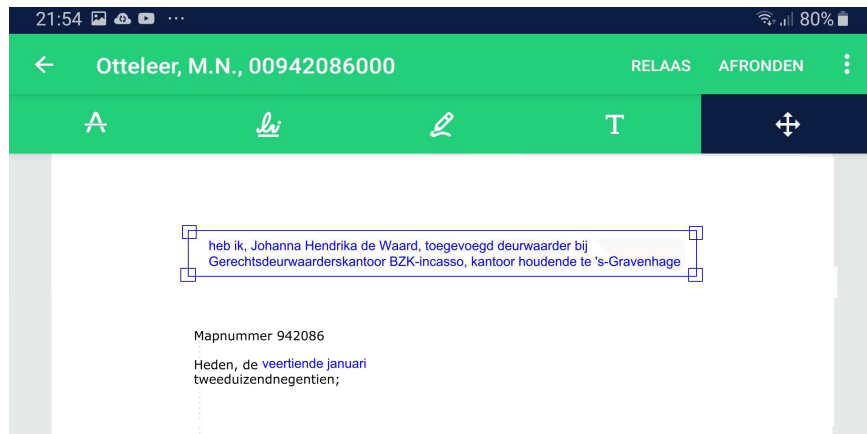 21:54 ... 80%
Otteleer, M.N., 00942086000 RELAAS AFRONDEN
T
heb ik, Johanna Hendrika de Waard, toegevoegd deurwaarder bij
Gerechtsdeurwaarderskantoor BZK-incasso, kantoor houdende te 's-Gravenhage
Mapnummer 942086
Heden, de veertiende januari
tweeduizendnegentien;